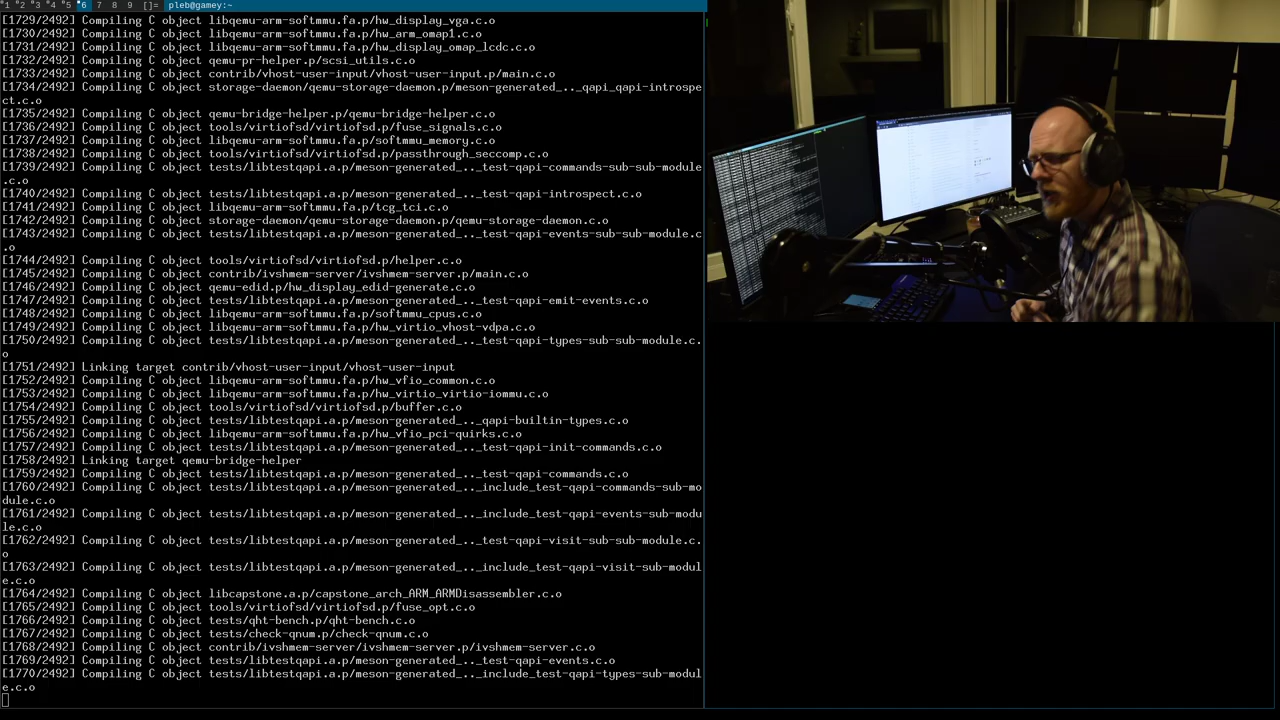 1 2 3 4 5 6 7 8 9 []= pleb@gamey:~
[1729/2492] Compiling C object libqemu-arm-softmmu.fa.p/hw_display_vga.c.o
[1730/2492] Compiling C object libqemu-arm-softmmu.fa.p/hw_arm_omap1.c.o
[1731/2492] Compiling C object libqemu-arm-softmmu.fa.p/hw_display_omap_lcdc.c.o
[1732/2492] Compiling C object qemu-pr-helper.p/scsi_utils.c.o
[1733/2492] Compiling C object contrib/vhost-user-input/vhost-user-input.p/main.c.o
[1734/2492] Compiling C object storage-daemon/qemu-storage-daemon.p/meson-generated_.._qapi_qapi-introspe
ct.c.o
[1735/2492] Compiling C object qemu-bridge-helper.p/qemu-bridge-helper.c.o
[1736/2492] Compiling C object tools/virtiofsd/virtiofsd.p/fuse_signals.c.o
[1737/2492] Compiling C object libqemu-arm-softmmu.fa.p/softmmu_memory.c.o
[1738/2492] Compiling C object tools/virtiofsd/virtiofsd.p/passthrough_seccomp.c.o
[1739/2492] Compiling C object tests/libtestqapi.a.p/meson-generated_.._test-qapi-commands-sub-sub-module
.c.o
[1740/2492] Compiling C object tests/libtestqapi.a.p/meson-generated_.._test-qapi-introspect.c.o
[1741/2492] Compiling C object libqemu-arm-softmmu.fa.p/tcg_tci.c.o
[1742/2492] Compiling C object storage-daemon/qemu-storage-daemon.p/qemu-storage-daemon.c.o
[1743/2492] Compiling C object tests/libtestqapi.a.p/meson-generated_.._test-qapi-events-sub-sub-module.c
.o
[1744/2492] Compiling C object tools/virtiofsd/virtiofsd.p/helper.c.o
[1745/2492] Compiling C object contrib/ivshmem-server/ivshmem-server.p/main.c.o
[1746/2492] Compiling C object qemu-edid.p/hw_display_edid-generate.c.o
[1747/2492] Compiling C object tests/libtestqapi.a.p/meson-generated_.._test-qapi-emit-events.c.o
[1748/2492] Compiling C object libqemu-arm-softmmu.fa.p/softmmu_cpus.c.o
[1749/2492] Compiling C object libqemu-arm-softmmu.fa.p/hw_virtio_vhost-vdpa.c.o
[1750/2492] Compiling C object tests/libtestqapi.a.p/meson-generated_.._test-qapi-types-sub-sub-module.c.
o
[1751/2492] Linking target contrib/vhost-user-input/vhost-user-input
[1752/2492] Compiling C object libqemu-arm-softmmu.fa.p/hw_vfio_common.c.o
[1753/2492] Compiling C object libqemu-arm-softmmu.fa.p/hw_virtio_virtio-iommu.c.o
[1754/2492] Compiling C object tools/virtiofsd/virtiofsd.p/buffer.c.o
[1755/2492] Compiling C object tests/libtestqapi.a.p/meson-generated_.._qapi-builtin-types.c.o
[1756/2492] Compiling C object libqemu-arm-softmmu.fa.p/hw_vfio_pci-quirks.c.o
[1757/2492] Compiling C object tests/libtestqapi.a.p/meson-generated_.._test-qapi-init-commands.c.o
[1758/2492] Linking target qemu-bridge-helper
[1759/2492] Compiling C object tests/libtestqapi.a.p/meson-generated_.._test-qapi-commands.c.o
[1760/2492] Compiling C object tests/libtestqapi.a.p/meson-generated_.._include_test-qapi-commands-sub-mo
dule.c.o
[1761/2492] Compiling C object tests/libtestqapi.a.p/meson-generated_.._include_test-qapi-events-sub-modu
le.c.o
[1762/2492] Compiling C object tests/libtestqapi.a.p/meson-generated_.._test-qapi-visit-sub-sub-module.c.
o
[1763/2492] Compiling C object tests/libtestqapi.a.p/meson-generated_.._include_test-qapi-visit-sub-modul
e.c.o
[1764/2492] Compiling C object libcapstone.a.p/capstone_arch_ARM_ARMDisassembler.c.o
[1765/2492] Compiling C object tools/virtiofsd/virtiofsd.p/fuse_opt.c.o
[1766/2492] Compiling C object tests/qht-bench.p/qht-bench.c.o
[1767/2492] Compiling C object tests/check-qnum.p/check-qnum.c.o
[1768/2492] Compiling C object contrib/ivshmem-server/ivshmem-server.p/ivshmem-server.c.o
[1769/2492] Compiling C object tests/libtestqapi.a.p/meson-generated_.._test-qapi-events.c.o
[1770/2492] Compiling C object tests/libtestqapi.a.p/meson-generated_.._include_test-qapi-types-sub-modul
e.c.o